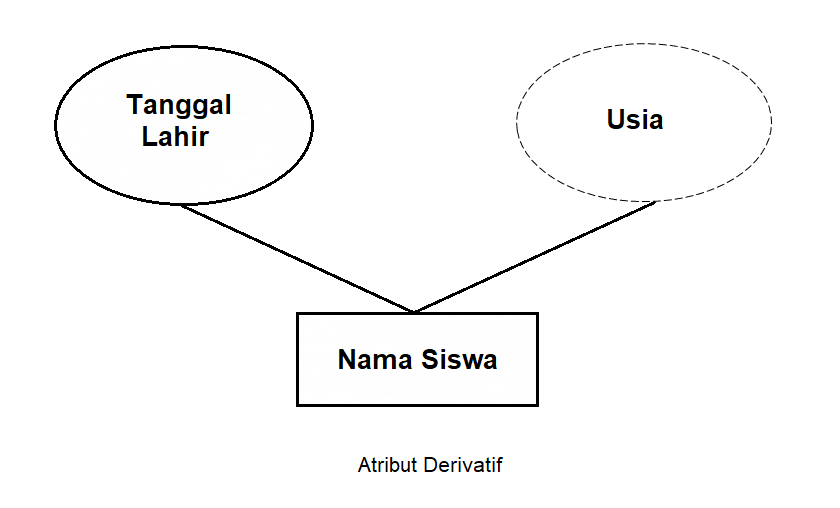 Tanggal
Lahir
Usia
Nama Siswa
Atribut Derivatif